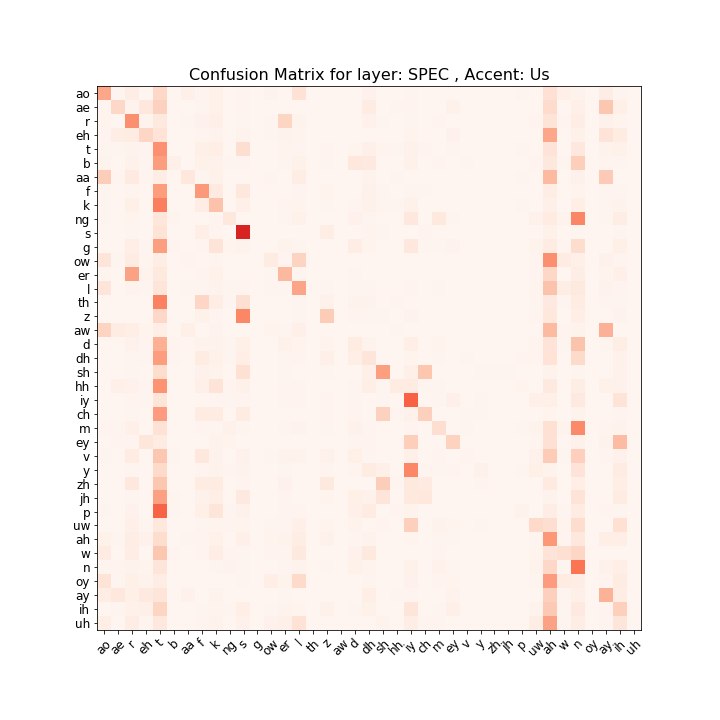 Confusion Matrix for layer: SPEC , Accent: Us
ao
ae
r
eh
t
b
aa
f
k
ng
s
g
ow
er
l
th
z
aw
d
dh
sh
hh
iy
ch
m
ey
v
y
zh
jh
p
uw
ah
w
n
oy
ay
ih
uh
ao ae r eh t b aa f k ng s g ow er l th z aw d dh sh hh iy ch m ey v y zh jh p uw ah w n oy ay ih uh